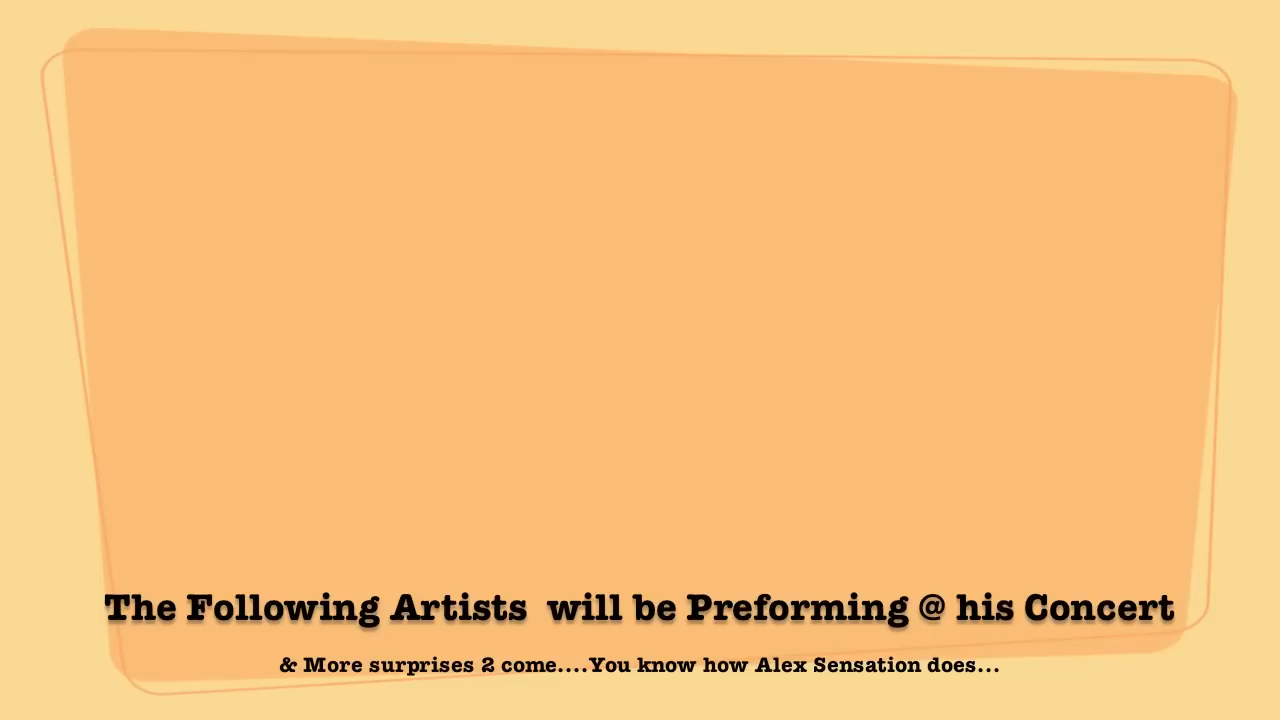 The Following Artists  will be Preforming @ his Concert
& More surprises 2 come....You know how Alex Sensation does...